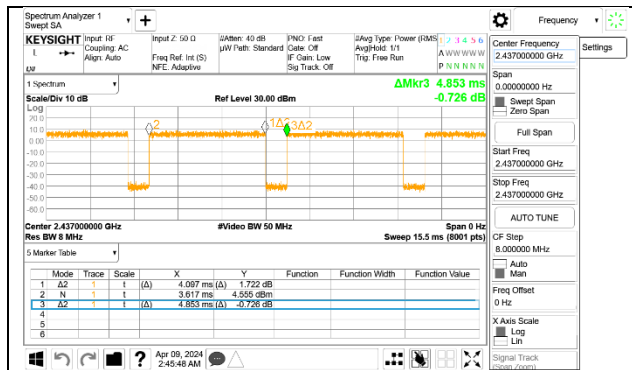 Spectrum Analyzer 1
Swept SA
Frequency
KEYSIGHT Input: RF
Coupling: AC
Align: Auto
Input Z: 50 Ω
Freq Ref: Int (S)
NFE: Adaptive
#Atten: 40 dB
µW Path: Standard
PNO: Fast
Gate: Off
IF Gain: Low
Sig Track: Off
#Avg Type: Power (RMS
Avg|Hold: 1/1
Trig: Free Run
1 2 3 4 5 6
A W W W W W
P N N N N N
L
1 Spectrum
Scale/Div 10 dB
Ref Level 30.00 dBm
ΔMkr3 4.853 ms
-0.726 dB
Log
20.0
10.0
0.00
-10.0
-20.0
-30.0
-40.0
-50.0
-60.0
2
1Δ2
3Δ2
Center 2.437000000 GHz
Res BW 8 MHz
#Video BW 50 MHz
Span 0 Hz
Sweep 15.5 ms (8001 pts)
5 Marker Table
Mode Trace Scale X Y Function Function Width Function Value
1 Δ2 1 t (Δ) 4.097 ms (Δ) 1.722 dB
2 N 1 t 3.617 ms 4.555 dBm
3 Δ2 1 t (Δ) 4.853 ms (Δ) -0.726 dB
4
5
6
Apr 09, 2024
2:45:48 AM
Center Frequency
2.437000000 GHz
Settings
Span
0.00000000 Hz
Swept Span
Zero Span
Full Span
Start Freq
2.437000000 GHz
Stop Freq
2.437000000 GHz
AUTO TUNE
CF Step
8.000000 MHz
Auto
Man
Freq Offset
0 Hz
X Axis Scale
Log
Lin
Signal Track
(Span Zoom)